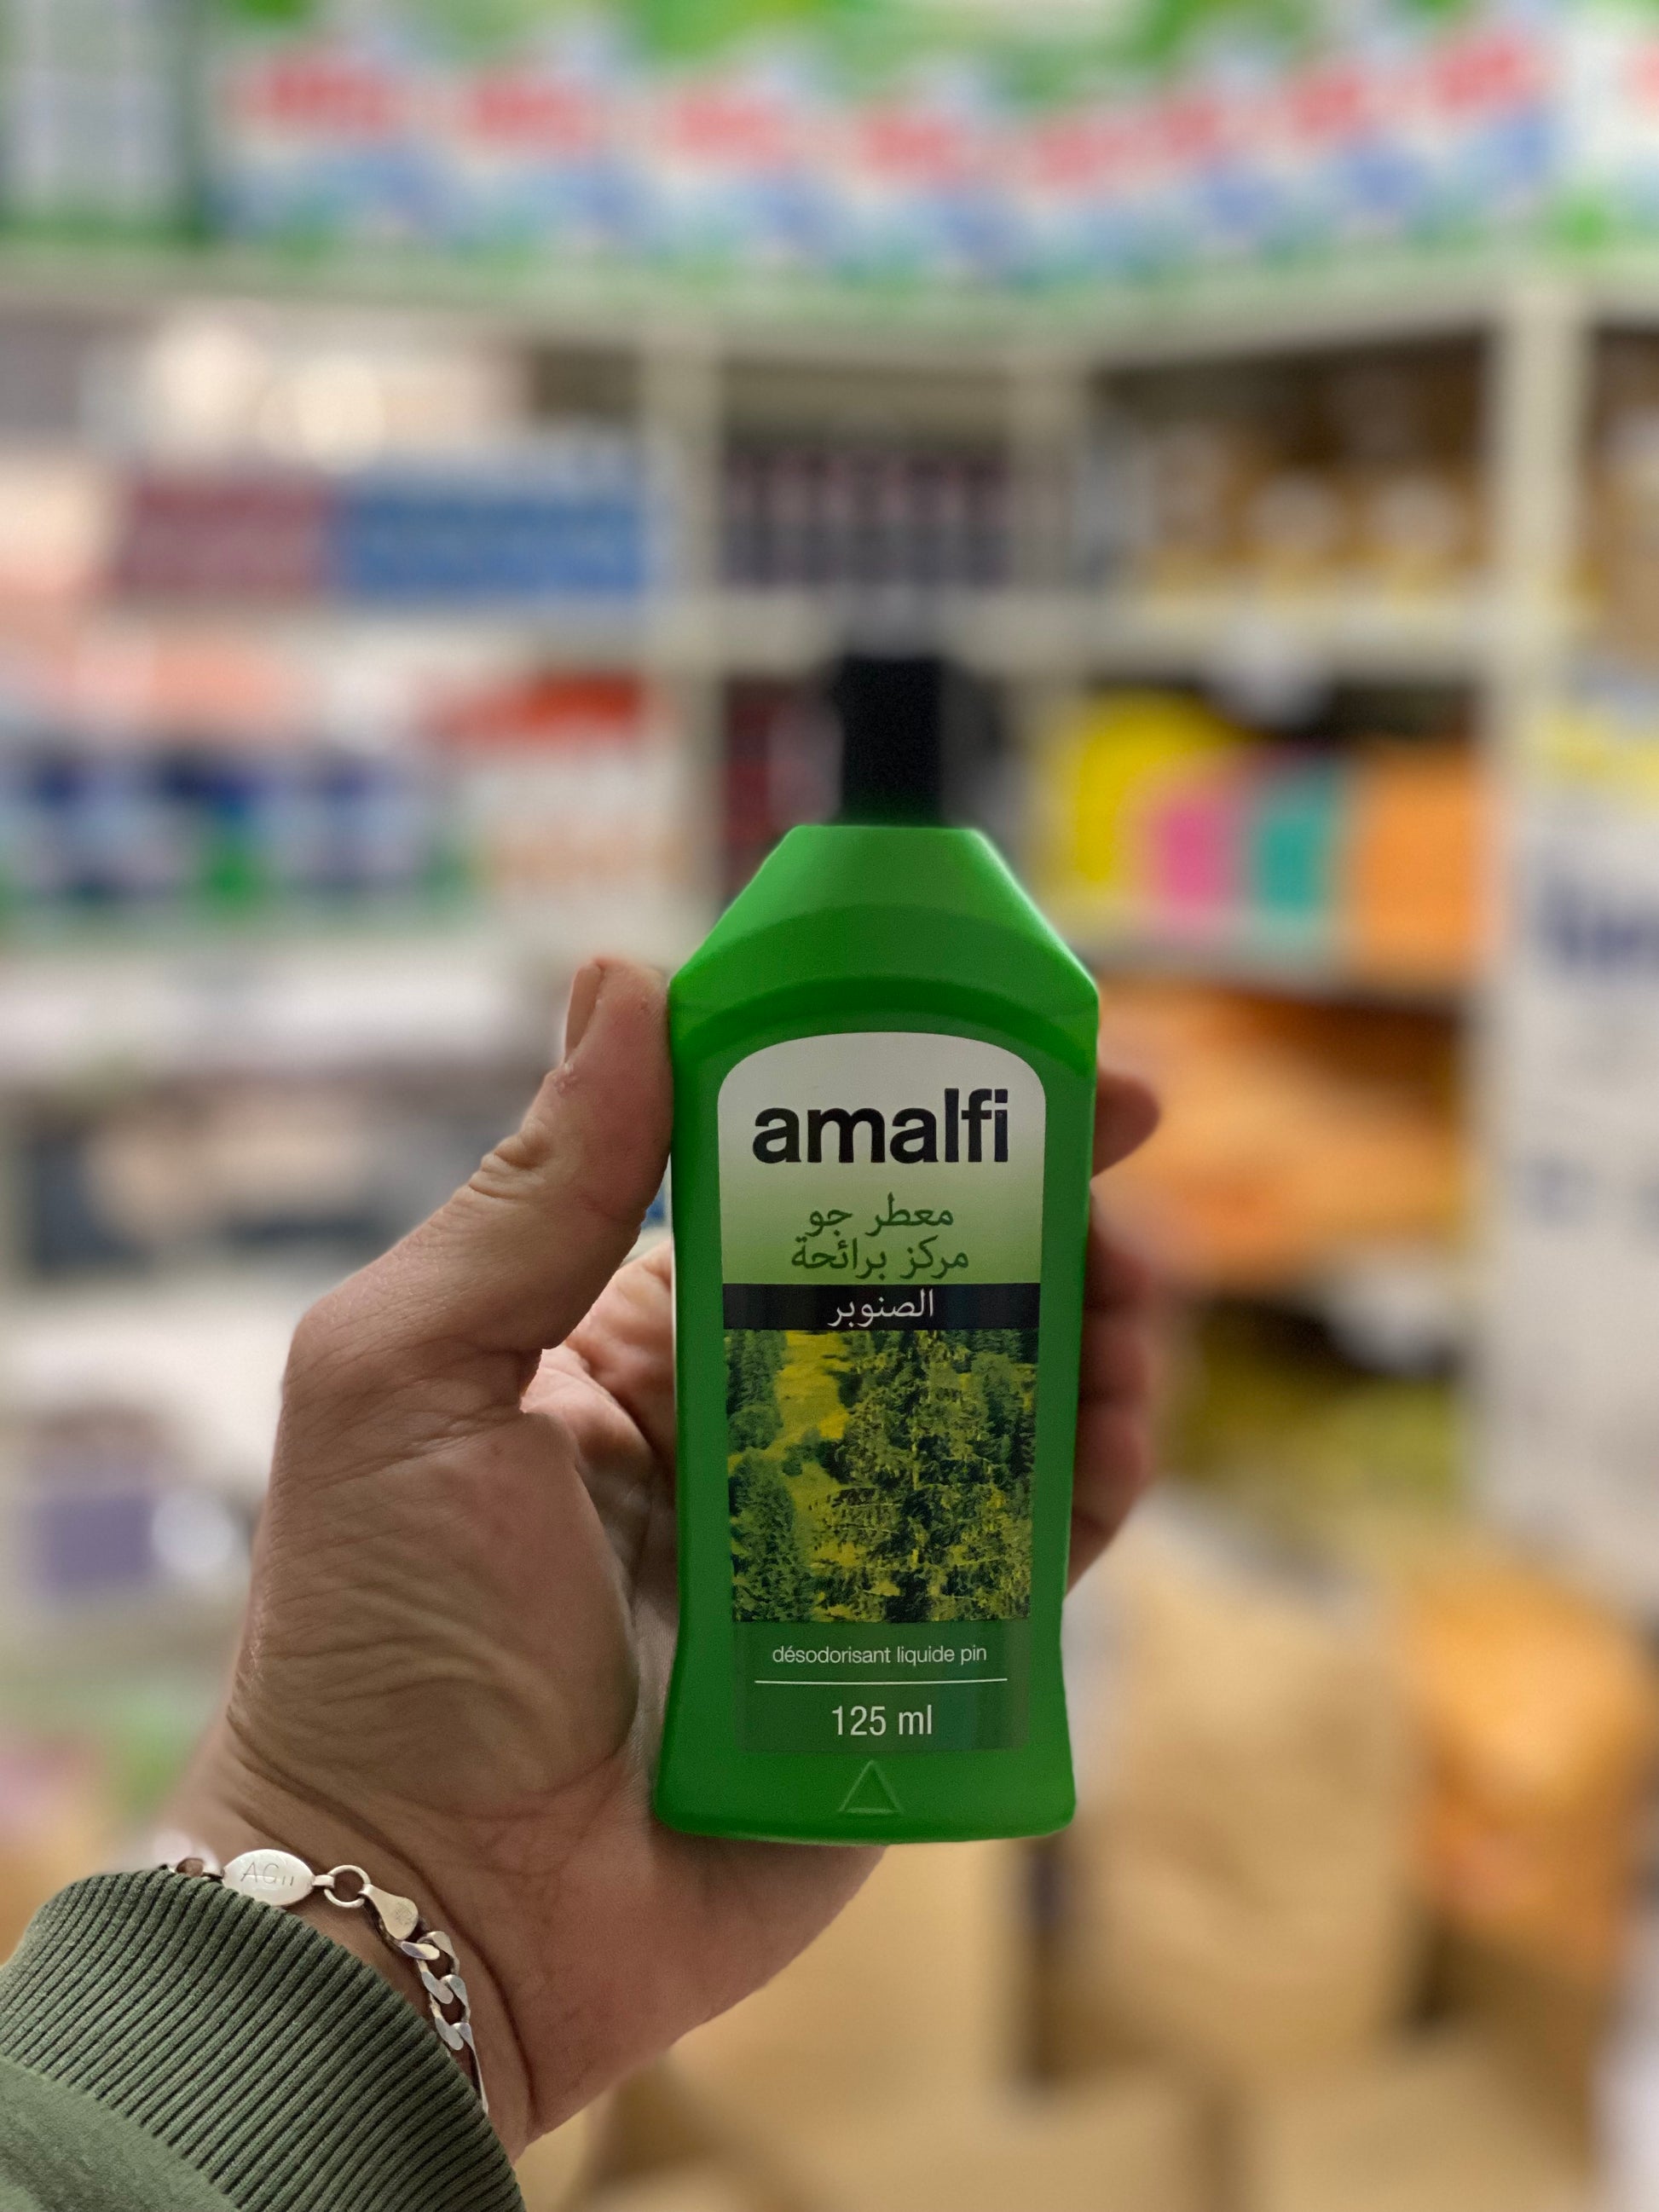 amalfi
معطر جو
مركز برائحة
الصنوبر
désodorisant liquide pin
125 ml